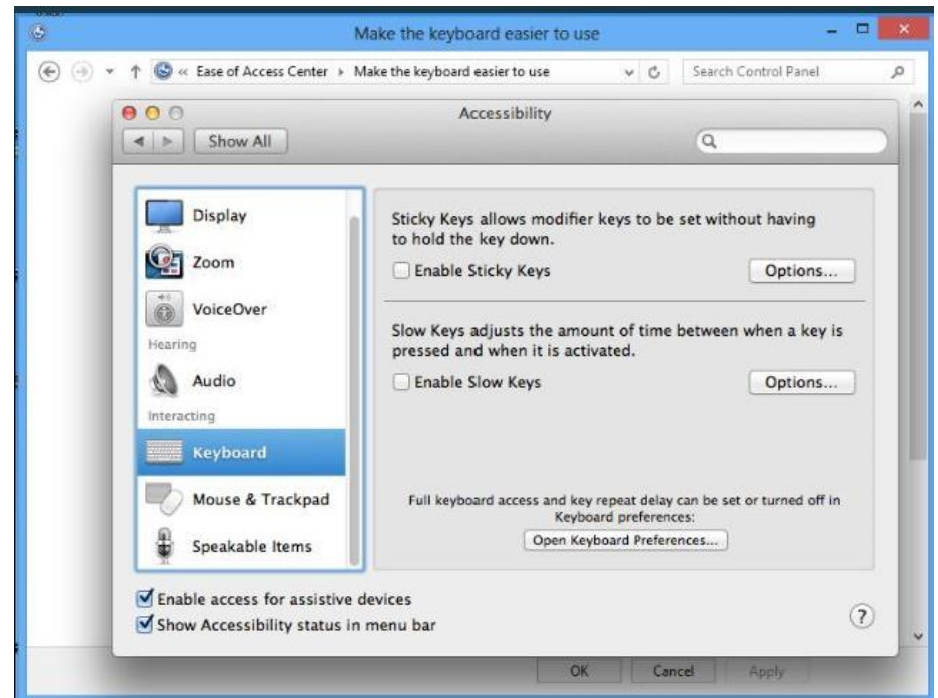 Make the keyboard easier to use
« Ease of Access Center Make the keyboard easier to use
Search Control Panel
Accessibility
Show All
Display
Zoom
VoiceOver
Hearing
Audio
Interacting
Keyboard
Mouse & Trackpad
Speakable Items
Sticky Keys allows modifier keys to be set without having
to hold the key down.
Enable Sticky Keys
Options...
Slow Keys adjusts the amount of time between when a key is
pressed and when it is activated.
Enable Slow Keys
Options...
Full keyboard access and key repeat delay can be set or turned off in
Keyboard preferences:
Open Keyboard Preferences...
Enable access for assistive devices
Show Accessibility status in menu bar
?
OK
Cancel
Apply